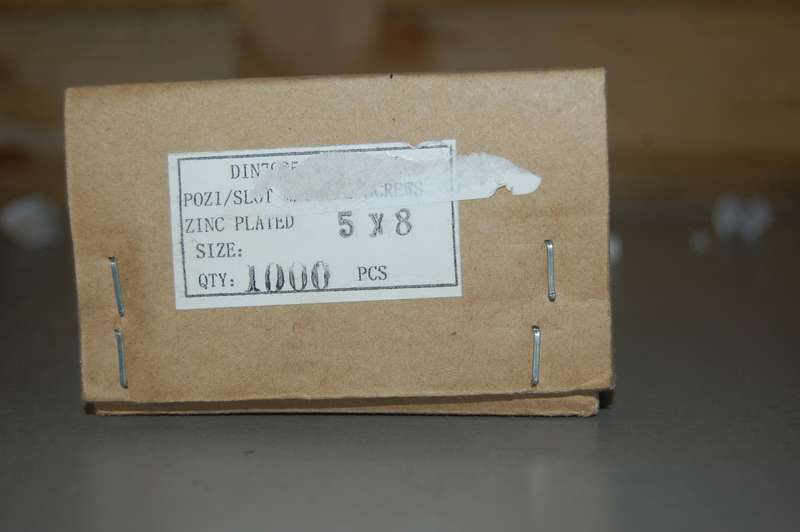 POZI/SLOT SCREWS
ZINC PLATED 5 X 8
SIZE:
QTY: 1000 PCS